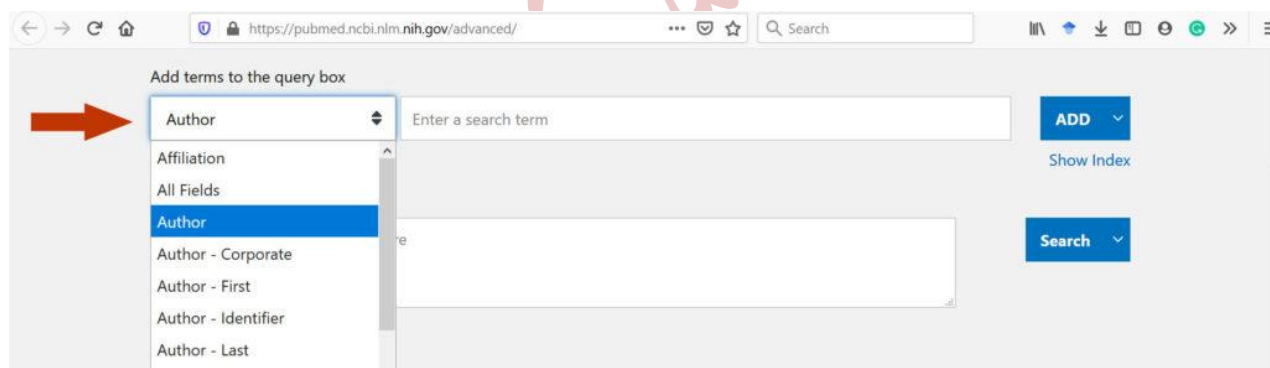 https://pubmed.ncbi.nlm.nih.gov/advanced/
Search
Add terms to the query box
Author
Enter a search term
ADD
Affiliation
Show Index
All Fields
Author
Author - Corporate
Search
Author - First
Author - Identifier
Author - Last